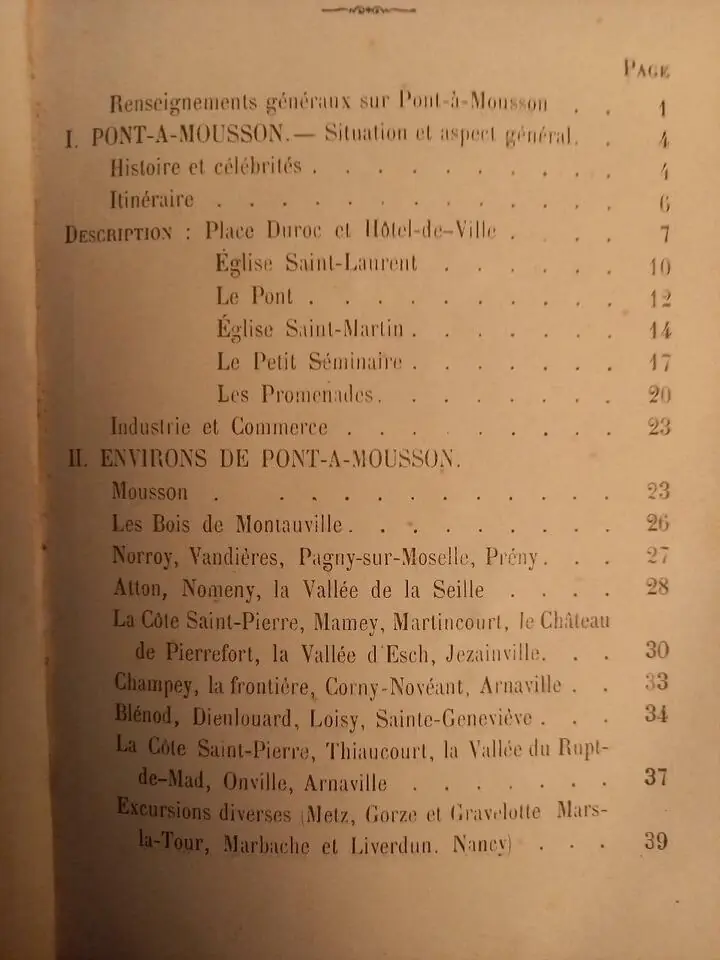 PAGE
Renseignements généraux sur Pont-à-Mousson . . 1
I. PONT-A-MOUSSON.— Situation et aspect général. . 4
Histoire et célébrités . . . . . . . . . . 4
Itinéraire . . . . . . . . . . . . . 6
DESCRIPTION : Place Duroc et Hôtel-de-Ville . . . . 7
Église Saint-Laurent . . . . . . 10
Le Pont . . . . . . . . . . 12
Église Saint-Martin . . . . . . . 14
Le Petit Séminaire . . . . . . . 17
Les Promenades. . . . . . . . 20
Industrie et Commerce . . . . . . . . . 23
II. ENVIRONS DE PONT-A-MOUSSON.
Mousson . . . . . . . . . . . . 23
Les Bois de Montauville . . . . . . . . . 26
Norroy, Vandières, Pagny-sur-Moselle, Prény . . . 27
Atton, Nomeny, la Vallée de la Seille . . . . 28
La Côte Saint-Pierre, Mamey, Martincourt, le Château
de Pierrefort, la Vallée d'Esch, Jezainville. . . 30
Champey, la frontiére, Corny-Novéant, Arnaville . . 33
Blénod, Dieulouard, Loisy, Sainte-Geneviève . . . 34
La Côte Saint-Pierre, Thiaucourt, la Vallée du Rupt-
de-Mad, Onville, Arnaville . . . . . . . 37
Excursions diverses (Metz, Gorze et Gravelotte Mars-
la-Tour, Marbache et Liverdun. Nancy) . . . 39